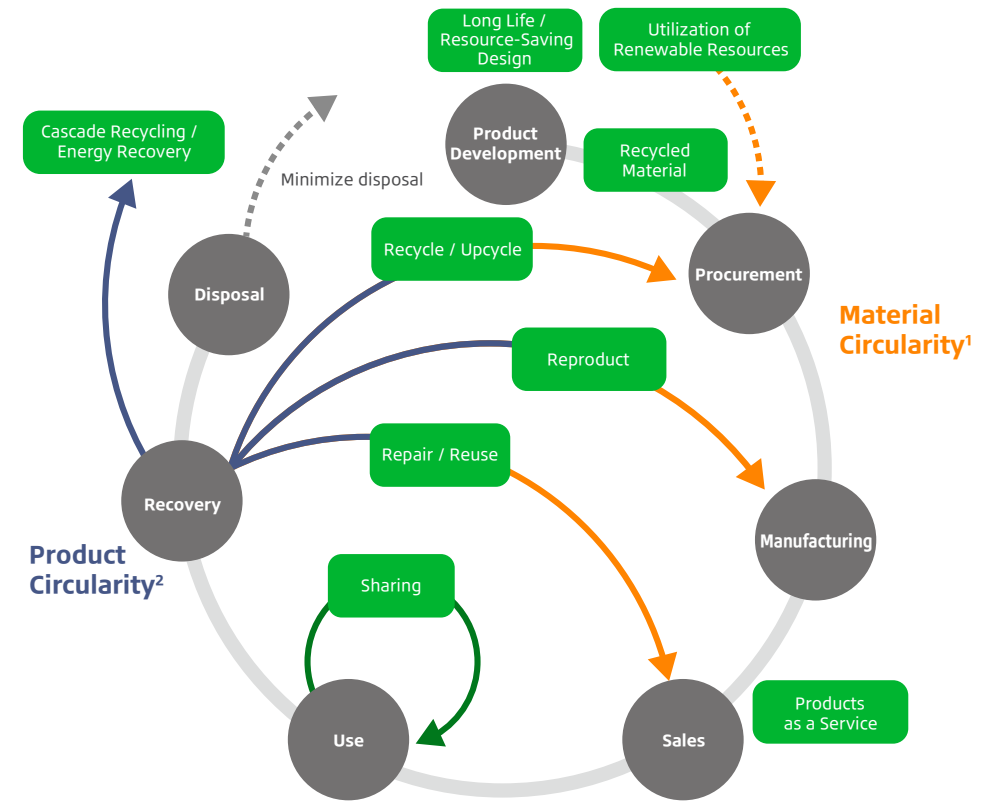 Long Life /
Resource-Saving
Design
Utilization of
Renewable Resources
Cascade Recycling /
Energy Recovery
Product
Development
Recycled
Material
Minimize disposal
Recycle / Upcycle
Procurement
Disposal
Material
Circularity¹
Reproduct
Repair / Reuse
Recovery
Manufacturing
Product
Circularity²
Sharing
Products
as a Service
Use
Sales